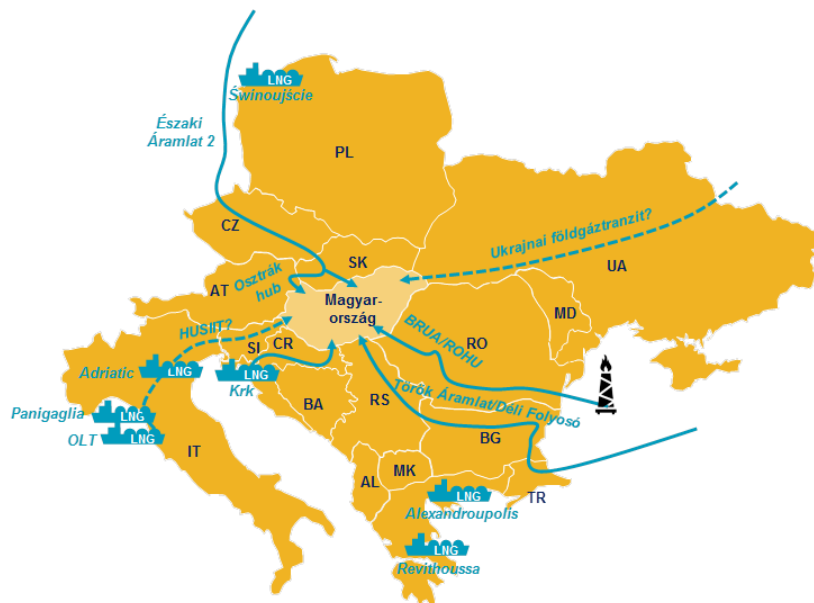 LNG
Świnoujście
Északi
Áramlat 2
PL
CZ
Ukrajnai földgáztranzit?
SK
UA
Osztrák
hub
AT
Magyar-
ország
MD
HUSIIT?
BRUA/ROHU
RO
SI
CR
Adriatic
LNG
LNG
Krk
Török Áramlat/Déli Folyosó
BA
RS
Panigaglia
LNG
OLT
LNG
IT
BG
MK
AL
LNG
TR
Alexandroupolis
LNG
Revithoussa